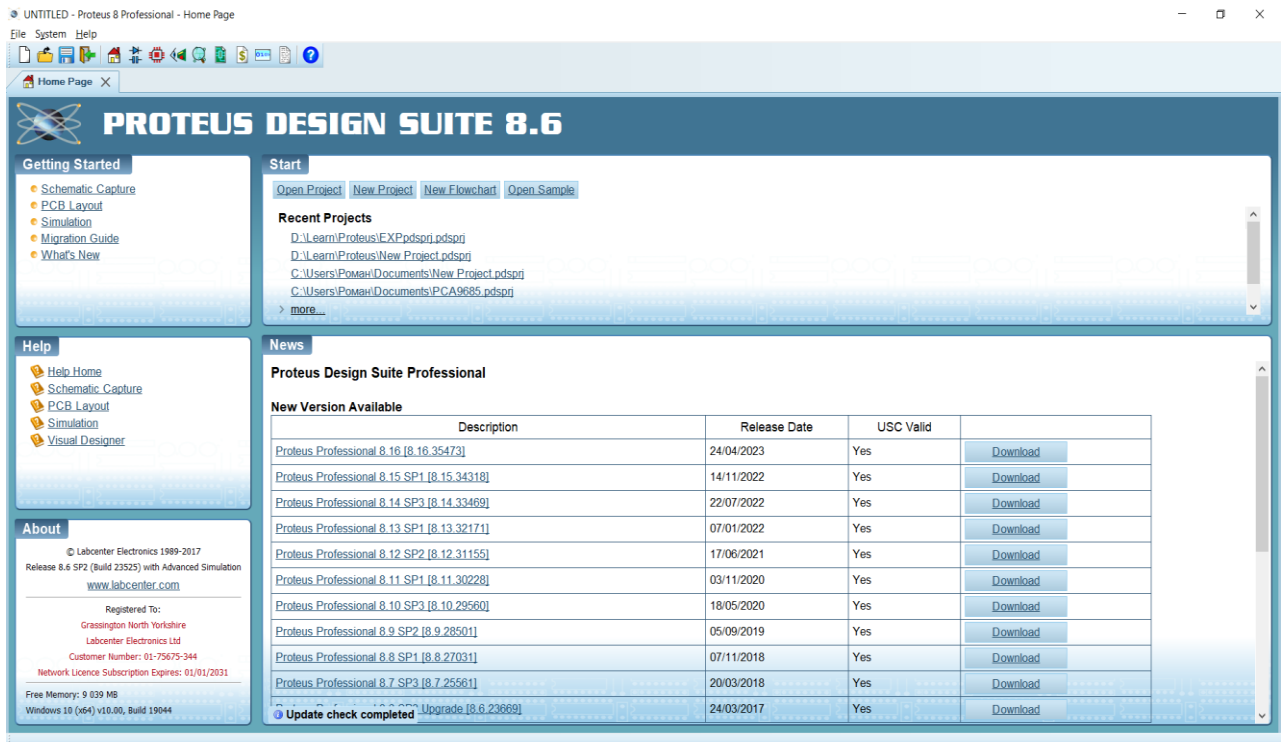 UNTITLED - Proteus 8 Professional - Home Page
File System Help
Home Page
PROTEUS DESIGN SUITE 8.6
Getting Started
Schematic Capture
PCB Layout
Simulation
Migration Guide
What's New
Start
Open Project New Project New Flowchart Open Sample
Recent Projects
D:\Learn\Proteus\EXPpdsprj.pdsprj
D:\Learn\Proteus\New Project.pdsprj
C:\Users\Роман\Documents\New Project.pdsprj
C:\Users\Роман\Documents\PCA9685.pdsprj
more...
Help
Help Home
Schematic Capture
PCB Layout
Simulation
Visual Designer
News
Proteus Design Suite Professional
New Version Available
Description Release Date USC Valid
Proteus Professional 8.16 [8.16.35473] 24/04/2023 Yes Download
Proteus Professional 8.15 SP1 [8.15.34318] 14/11/2022 Yes Download
Proteus Professional 8.14 SP3 [8.14.33469] 22/07/2022 Yes Download
Proteus Professional 8.13 SP1 [8.13.32171] 07/01/2022 Yes Download
Proteus Professional 8.12 SP2 [8.12.31155] 17/06/2021 Yes Download
Proteus Professional 8.11 SP1 [8.11.30228] 03/11/2020 Yes Download
Proteus Professional 8.10 SP3 [8.10.29560] 18/05/2020 Yes Download
Proteus Professional 8.9 SP2 [8.9.28501] 05/09/2019 Yes Download
Proteus Professional 8.8 SP1 [8.8.27031] 07/11/2018 Yes Download
Proteus Professional 8.7 SP3 [8.7.25561] 20/03/2018 Yes Download
Upgrade [8.6.23669] 24/03/2017 Yes Download
Update check completed
About
© Labcenter Electronics 1989-2017
Release 8.6 SP2 (Build 23525) with Advanced Simulation
www.labcenter.com
Registered To:
Grassington North Yorkshire
Labcenter Electronics Ltd
Customer Number: 01-75675-344
Network Licence Subscription Expires: 01/01/2031
Free Memory: 9 039 MB
Windows 10 (x64) v10.00, Build 19044